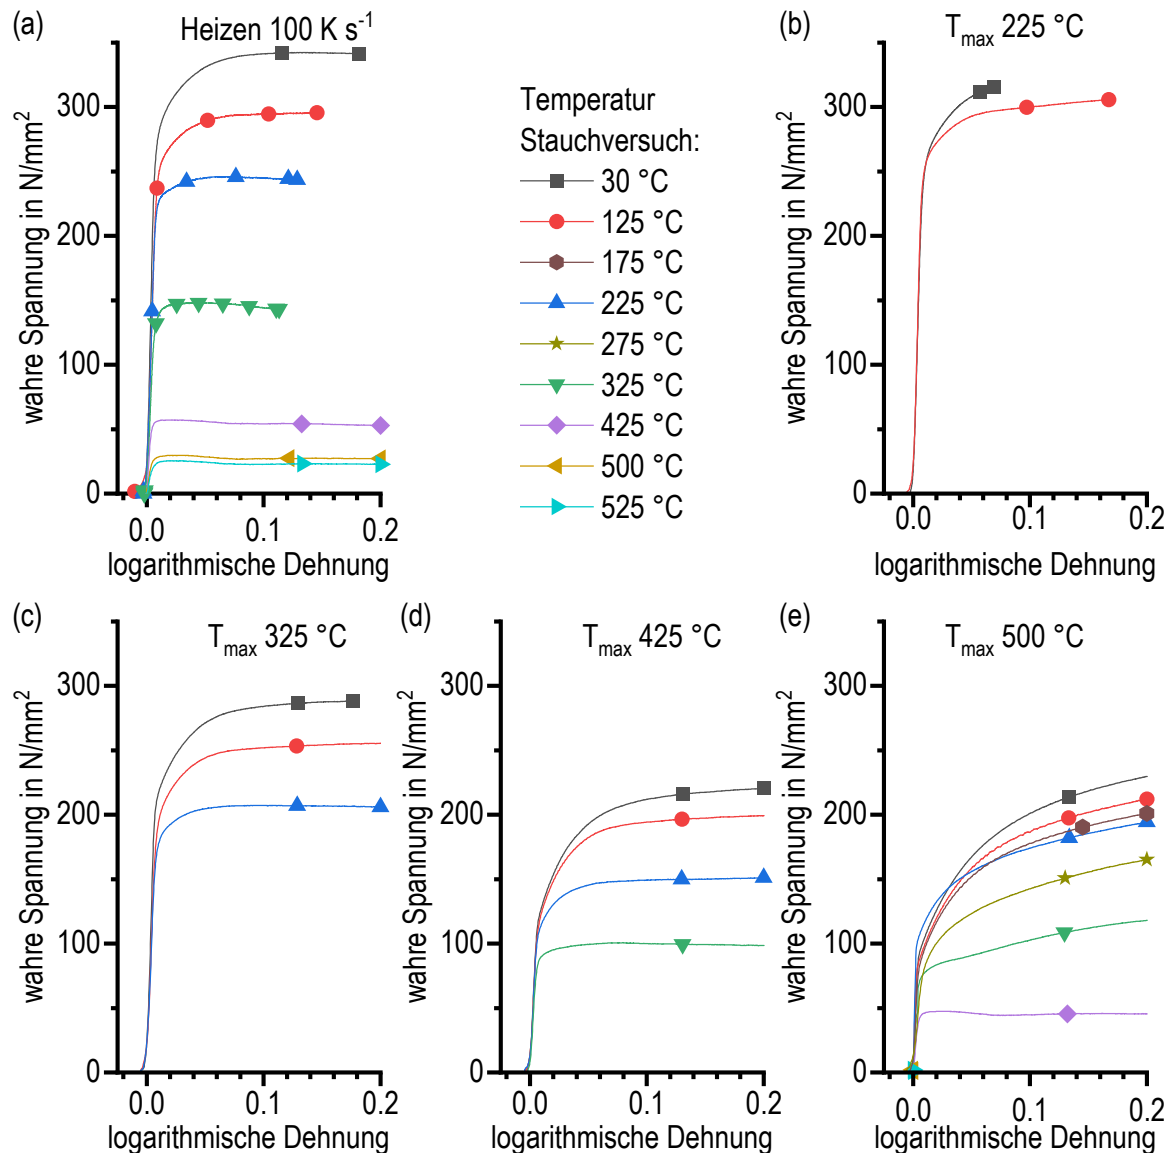 (a)
Heizen 100 K s⁻¹
wahre Spannung in N/mm²
300
200
100
0
0.0 0.1 0.2
logarithmische Dehnung
Temperatur
Stauchversuch:
30 °C
125 °C
175 °C
225 °C
275 °C
325 °C
425 °C
500 °C
525 °C
(b)
Tmax 225 °C
wahre Spannung in N/mm²
300
200
100
0
0.0 0.1 0.2
logarithmische Dehnung
(c)
Tmax 325 °C
wahre Spannung in N/mm²
300
200
100
0
0.0 0.1 0.2
logarithmische Dehnung
(d)
Tmax 425 °C
wahre Spannung in N/mm²
300
200
100
0
0.0 0.1 0.2
logarithmische Dehnung
(e)
Tmax 500 °C
wahre Spannung in N/mm²
300
200
100
0
0.0 0.1 0.2
logarithmische Dehnung